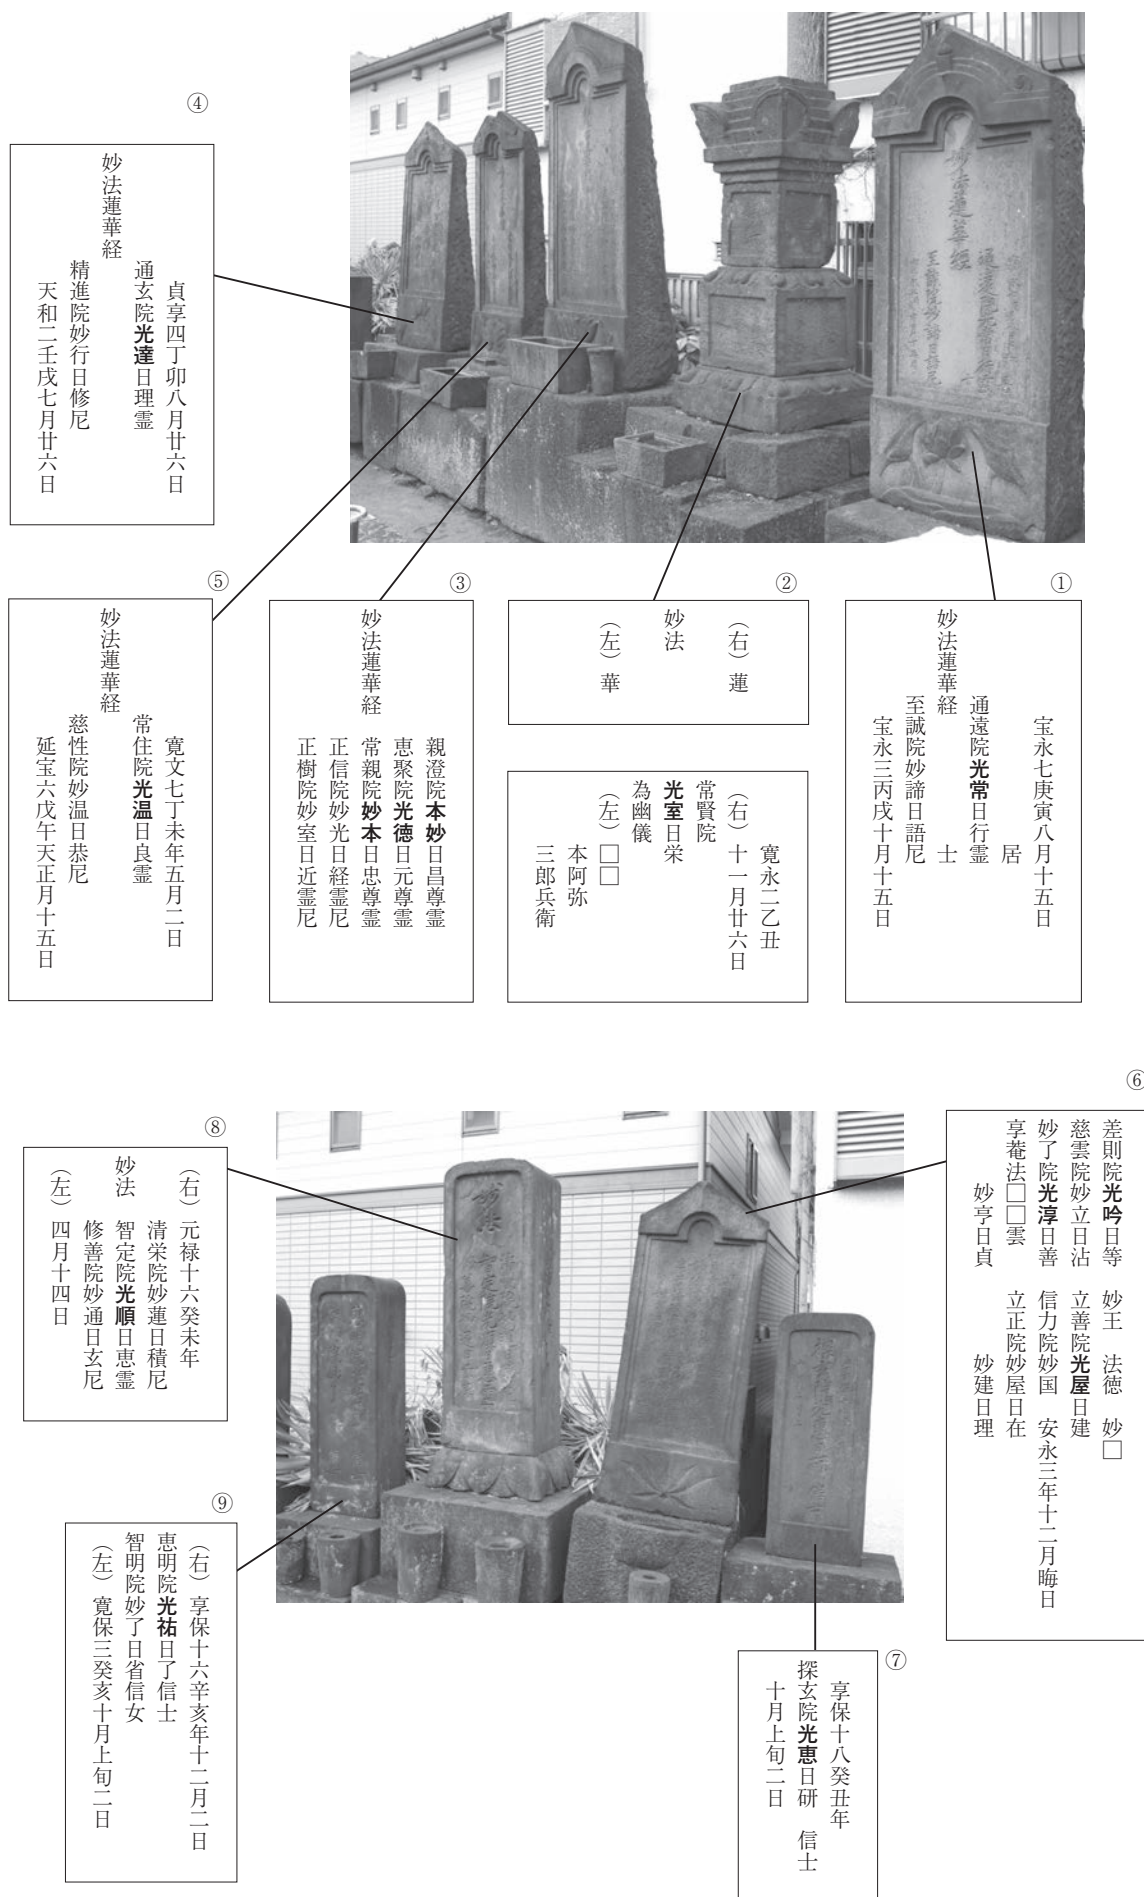 ①
宝永七庚寅八月十五日
居
通遠院光常日行霊
士
妙法蓮華経
至誠院妙諦日語尼
宝永三丙戌十月十五日
②
(右)蓮
妙法
(左)華
寛永二乙丑
(右)十一月廿六日
常賢院
光室日栄
為幽儀
(左)□□
本阿弥
三郎兵衛
③
親澄院本妙日昌尊霊
恵聚院光徳日元尊霊
妙法蓮華経
常親院妙本日忠尊霊
正信院妙光日経霊尼
正樹院妙室日近霊尼
④
貞享四丁卯八月廿六日
通玄院光達日理霊
妙法蓮華経
精進院妙行日修尼
天和二壬戌七月廿六日
⑤
寛文七丁未年五月二日
常住院光温日良霊
妙法蓮華経
慈性院妙温日恭尼
延宝六戊午天正月十五日
⑥
差則院光吟日等 妙王 法徳 妙□
慈雲院妙立日沾 立善院光屋日建
妙了院光淳日善 信力院妙国 安永三年十二月晦日
享菴法□□雲 立正院妙屋日在
妙亨日貞 妙建日理
⑦
享保十八癸丑年
探玄院光恵日研 信士
十月上旬二日
⑧
(右)元禄十六癸未年
清栄院妙蓮日積尼
妙法 智定院光順日恵霊
修善院妙通日玄尼
(左)四月十四日
⑨
(右)享保十六辛亥年十二月二日
恵明院光祐日了信士
智明院妙了日省信女
(左)寛保三癸亥十月上旬二日
妙法蓮華経